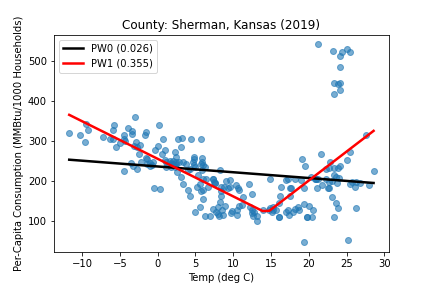 County: Sherman, Kansas (2019)
PW0 (0.026)
PW1 (0.355)
Per-Capita Consumption (MMBtu/1000 Households)
500
400
300
200
100
−10
−5
0
5
10
15
20
25
30
Temp (deg C)